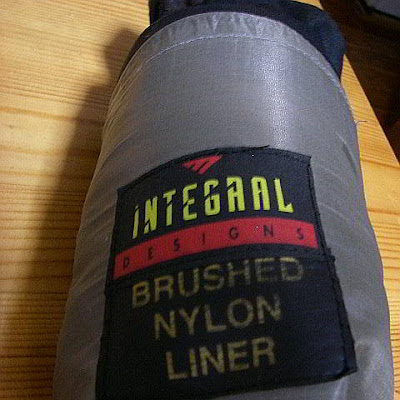 INTEGRAL
DESIGNS
BRUSHED
NYLON
LINER